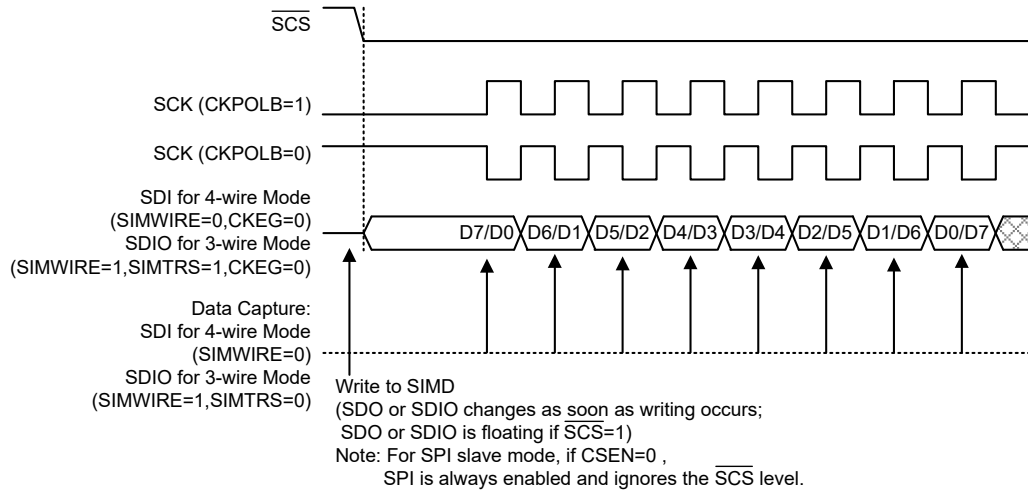 SCS
SCK (CKPOLB=1)
SCK (CKPOLB=0)
SDI for 4-wire Mode
(SIMWIRE=0,CKEG=0)
SDIO for 3-wire Mode
(SIMWIRE=1,SIMTRS=1,CKEG=0)
D7/D0 D6/D1 D5/D2 D4/D3 D3/D4 D2/D5 D1/D6 D0/D7
Data Capture:
SDI for 4-wire Mode
(SIMWIRE=0)
SDIO for 3-wire Mode
(SIMWIRE=1,SIMTRS=0)
Write to SIMD
(SDO or SDIO changes as soon as writing occurs;
SDO or SDIO is floating if SCS=1)
Note: For SPI slave mode, if CSEN=0 ,
SPI is always enabled and ignores the SCS level.